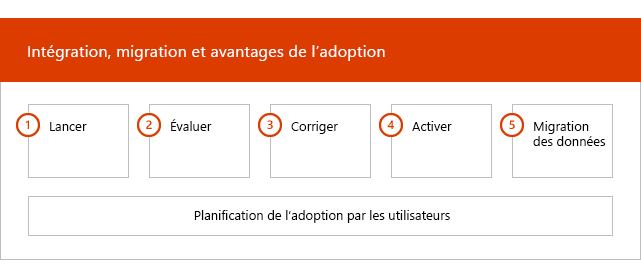 Intégration, migration et avantages de l'adoption
1 Lancer
2 Évaluer
3 Corriger
4 Activer
5 Migration
des données
Planification de l'adoption par les utilisateurs